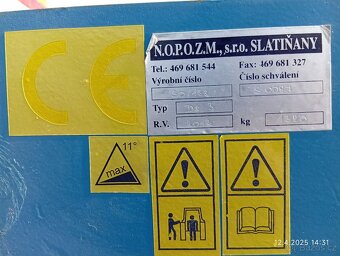 CE
N.O.P.O.Z.M., s.r.o. SLATIŇANY
Tel.: 469 681 544 Fax: 469 681 327
Výrobní číslo Číslo schválení
Typ
R.V. kg
11°
max
12.4.2025 14:31